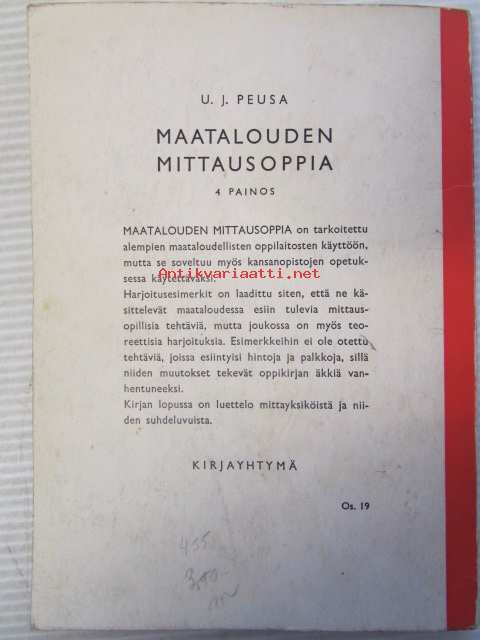 U. J. PEUSA
MAATALOUDEN
MITTAUSOPPIA
4 PAINOS
MAATALOUDEN MITTAUSOPPIA on tarkoitettu
alempien maataloudellisten oppilaitosten käyttöön,
mutta se soveltuu myös kansanopistojen opetuk-
sessa käytettäväksi.
Antikvariaatti.net
Harjoitusesimerkit on laadittu siten, että ne kä-
sittelevät maataloudessa esiin tulevia mittaus-
opillisia tehtäviä, mutta joukossa on myös teo-
reettisia harjoituksia. Esimerkkeihin ei ole otettu
tehtäviä, joissa esiintyisi hintoja ja palkkoja, sillä
niiden muutokset tekevät oppikirjan äkkiä van-
hentuneeksi.
Kirjan lopussa on luettelo mittayksiköistä ja nii-
den suhdeluvuista.
KIRJAYHTYMÄ
Os. 19